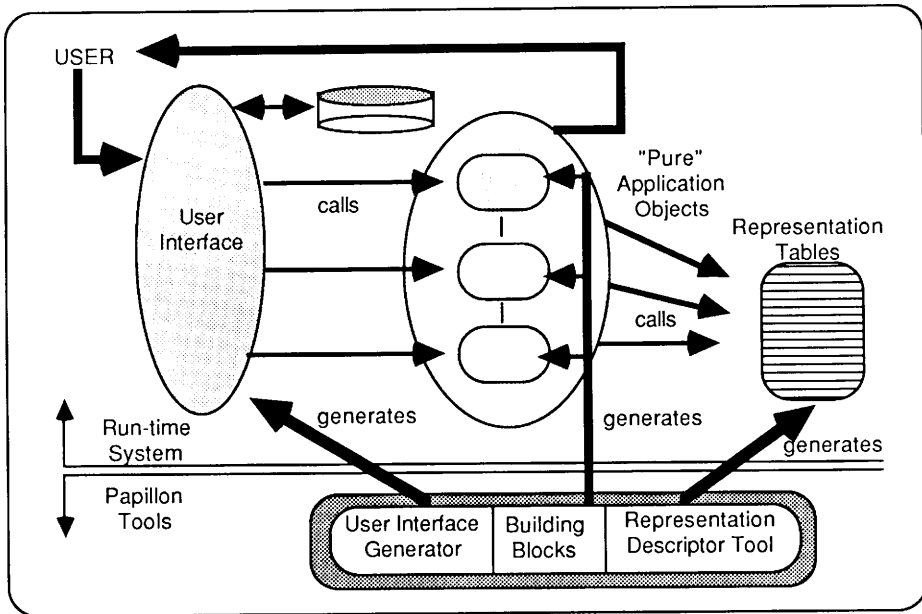 USER
"Pure"
Application
Objects
calls
User
Interface
Representation
Tables
calls
generates
generates
generates
Run-time
System
Papillon
Tools
User Interface
Generator
Building
Blocks
Representation
Descriptor Tool